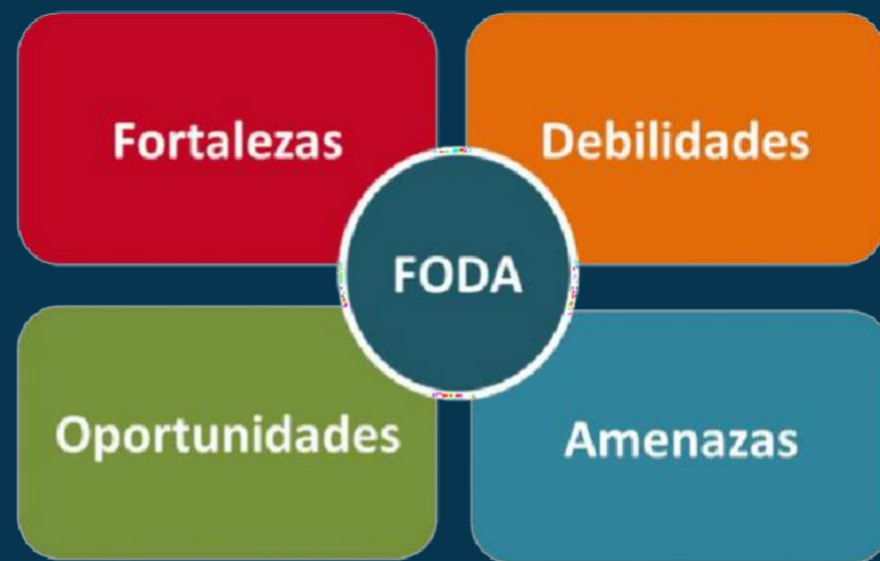 Fortalezas
Debilidades
FODA
Oportunidades
Amenazas